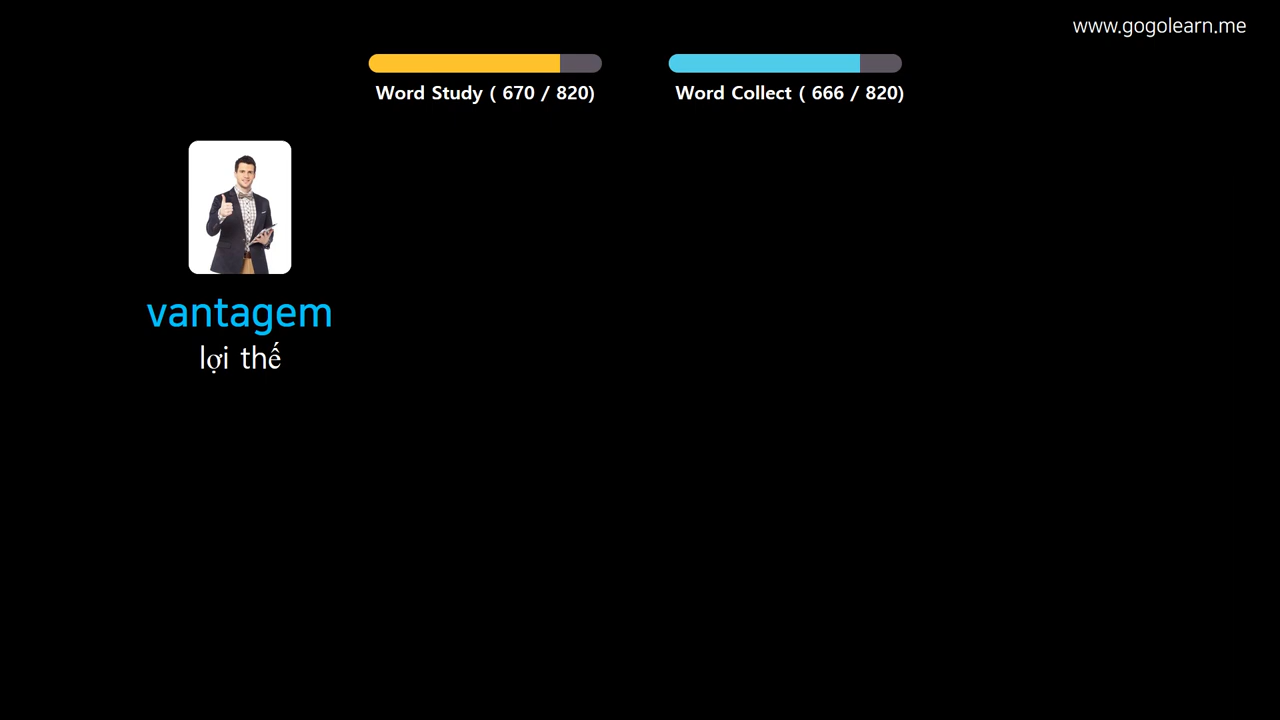 www.gogolearn.me
Word Study ( 670 / 820)
Word Collect ( 666 / 820)
vantagem
lợi thế